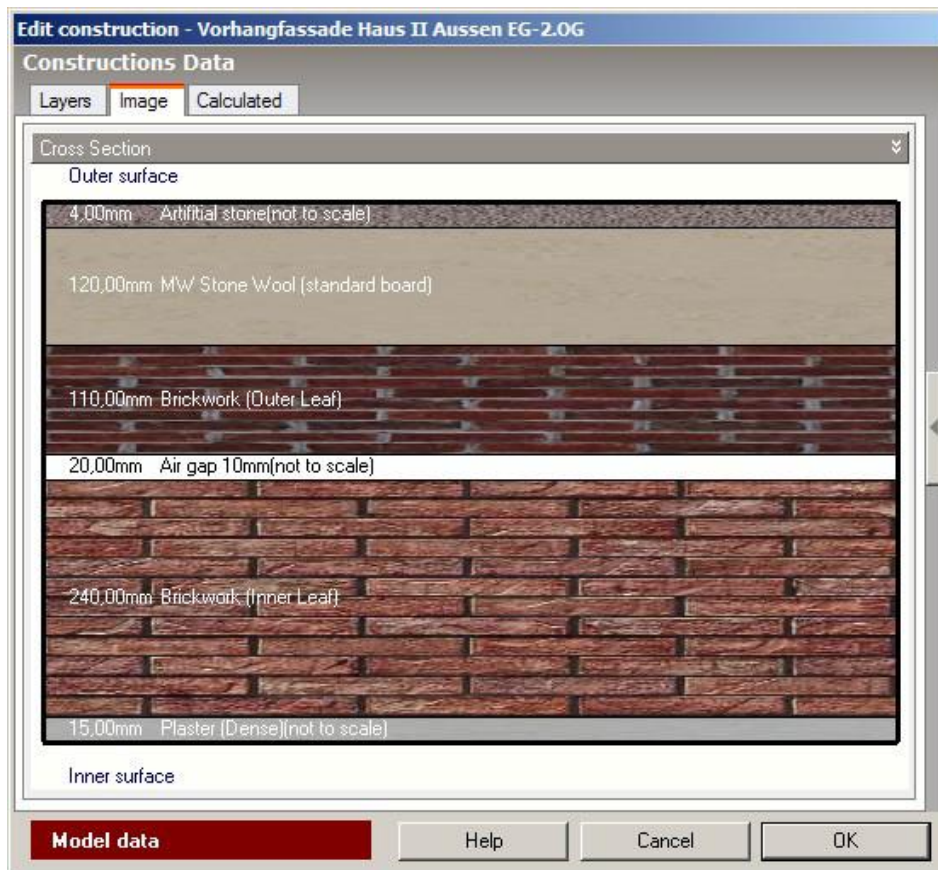 Edit construction - Vorhangfassade Haus II Aussen EG-2.OG
Constructions Data
Layers Image Calculated
Cross Section
Outer surface
4,00mm Artifitial stone(not to scale)
120,00mm MW Stone Wool (standard board)
110,00mm Brickwork (Outer Leaf)
20,00mm Air gap 10mm(not to scale)
240,00mm Brickwork (Inner Leaf)
15,00mm Plaster (Dense)(not to scale)
Inner surface
Model data Help Cancel OK